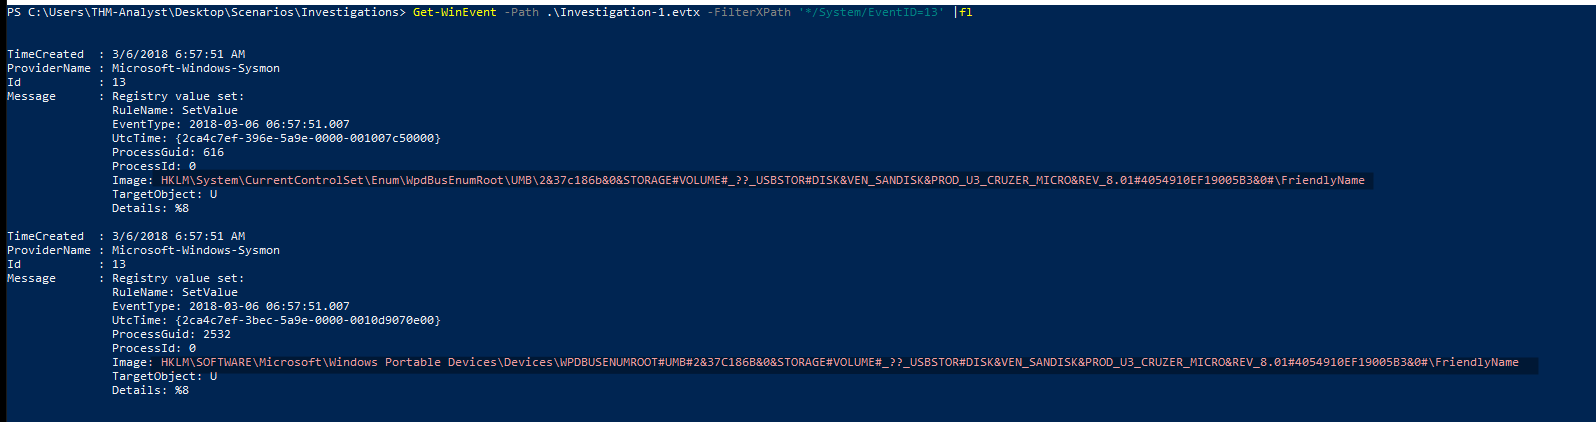 PS C:\Users\THM-Analyst\Desktop\Scenarios\Investigations> Get-WinEvent -Path .\Investigation-1.evtx -FilterXPath '*/System/EventID=13' |fl
TimeCreated  : 3/6/2018 6:57:51 AM
ProviderName : Microsoft-Windows-Sysmon
Id           : 13
Message      : Registry value set:
               RuleName: SetValue
               EventType: 2018-03-06 06:57:51.007
               UtcTime: {2ca4c7ef-396e-5a9e-0000-001007c50000}
               ProcessGuid: 616
               ProcessId: 0
               Image: HKLM\System\CurrentControlSet\Enum\WpdBusEnumRoot\UMB\2&37c186b&0&STORAGE#VOLUME#_??_USBSTOR#DISK&VEN_SANDISK&PROD_U3_CRUZER_MICRO&REV_8.01#4054910EF19005B3&0#\FriendlyName
               TargetObject: U
               Details: %8
TimeCreated  : 3/6/2018 6:57:51 AM
ProviderName : Microsoft-Windows-Sysmon
Id           : 13
Message      : Registry value set:
               RuleName: SetValue
               EventType: 2018-03-06 06:57:51.007
               UtcTime: {2ca4c7ef-3bec-5a9e-0000-0010d9070e00}
               ProcessGuid: 2532
               ProcessId: 0
               Image: HKLM\SOFTWARE\Microsoft\Windows Portable Devices\Devices\WPDBUSENUMROOT#UMB#2&37C186B&0&STORAGE#VOLUME#_??_USBSTOR#DISK&VEN_SANDISK&PROD_U3_CRUZER_MICRO&REV_8.01#4054910EF19005B3&0#\FriendlyName
               TargetObject: U
               Details: %8